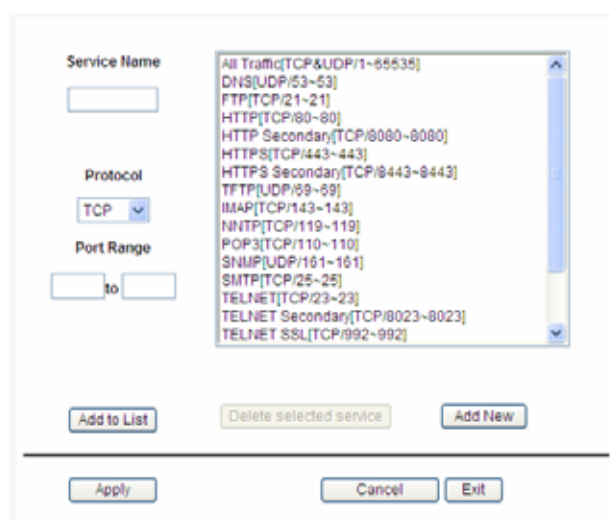 Service Name
All Traffic[TCP&UDP/1~65535]
DNS[UDP/53~53]
FTP[TCP/21~21]
HTTP[TCP/80~80]
HTTP Secondary[TCP/8080~8080]
HTTPS[TCP/443~443]
HTTPS Secondary[TCP/8443~8443]
TFTP[UDP/69~69]
IMAP[TCP/143~143]
NNTP[TCP/119~119]
POP3[TCP/110~110]
SNMP[UDP/161~161]
SMTP[TCP/25~25]
TELNET[TCP/23~23]
TELNET Secondary[TCP/8023~8023]
TELNET SSL[TCP/992~992]
Protocol
TCP
Port Range
to
Add to List
Delete selected service
Add New
Apply
Cancel
Exit